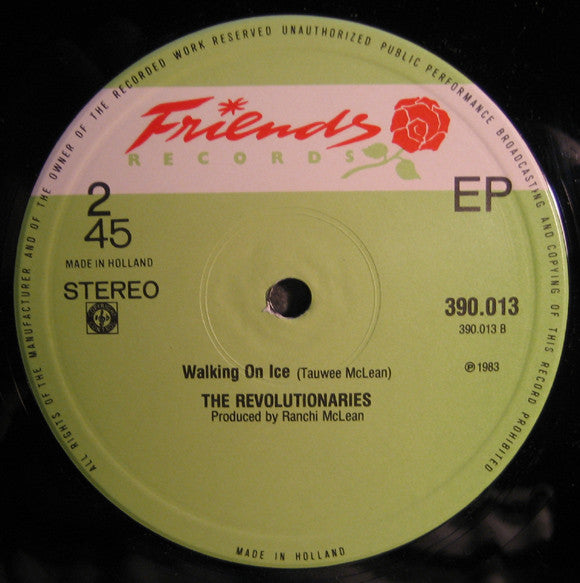 ALL RIGHTS OF THE MANUFACTURER AND OF THE OWNER OF THE RECORDED WORK RESERVED UNAUTHORIZED PUBLIC PERFORMANCE BROADCASTING AND COPYING OF THIS RECORD PROHIBITED
Friends
RECORDS
2
EP
45
MADE IN HOLLAND
STEREO
390.013
390.013 B
Walking On Ice (Tauwee McLean)
℗ 1983
THE REVOLUTIONARIES
Produced by Ranchi McLean
MADE IN HOLLAND